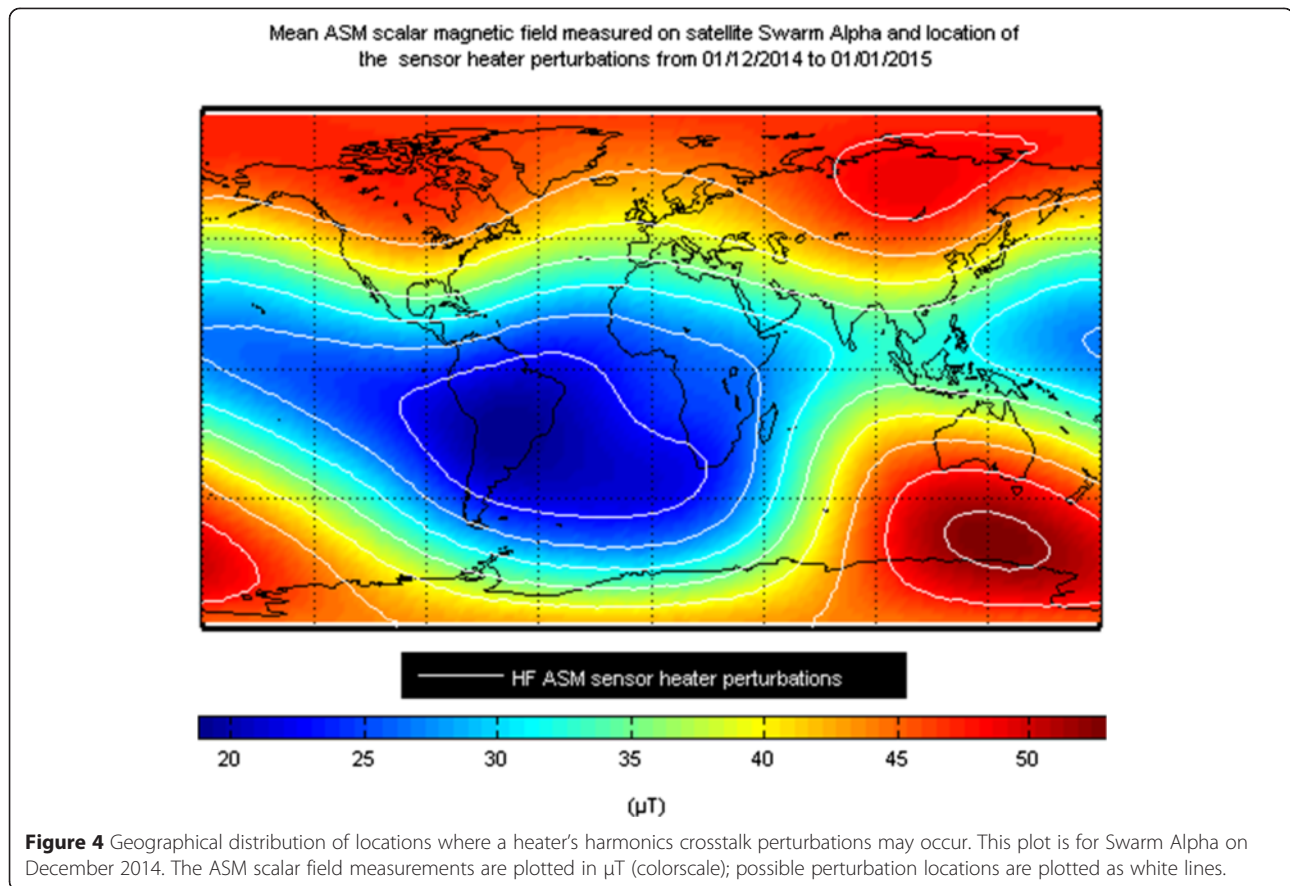 Mean ASM scalar magnetic field measured on satellite Swarm Alpha and location of
the sensor heater perturbations from 01/12/2014 to 01/01/2015
HF ASM sensor heater perturbations
20 25 30 35 40 45 50
(µT)
Figure 4 Geographical distribution of locations where a heater's harmonics crosstalk perturbations may occur. This plot is for Swarm Alpha on
December 2014. The ASM scalar field measurements are plotted in µT (colorscale); possible perturbation locations are plotted as white lines.